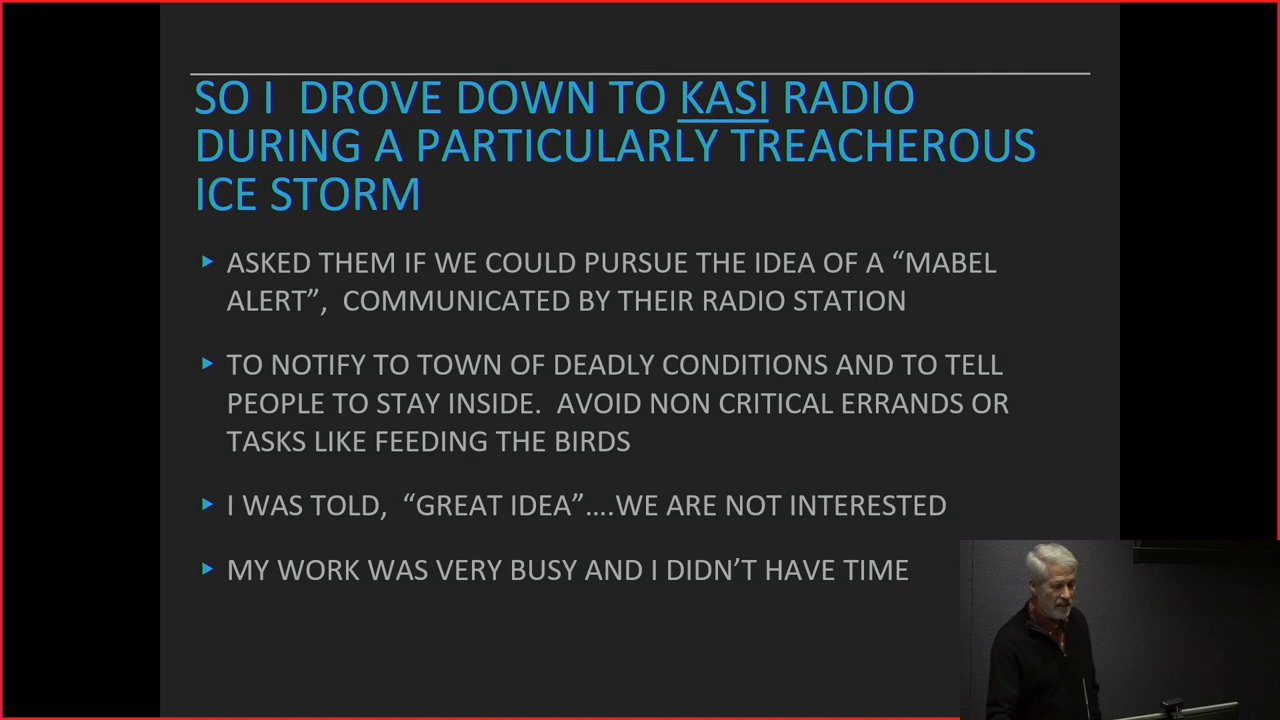 SO I DROVE DOWN TO KASI RADIO
DURING A PARTICULARLY TREACHEROUS
ICE STORM
ASKED THEM IF WE COULD PURSUE THE IDEA OF A “MABEL
ALERT”, COMMUNICATED BY THEIR RADIO STATION
TO NOTIFY TO TOWN OF DEADLY CONDITIONS AND TO TELL
PEOPLE TO STAY INSIDE. AVOID NON CRITICAL ERRANDS OR
TASKS LIKE FEEDING THE BIRDS
I WAS TOLD, “GREAT IDEA”....WE ARE NOT INTERESTED
MY WORK WAS VERY BUSY AND I DIDN’T HAVE TIME